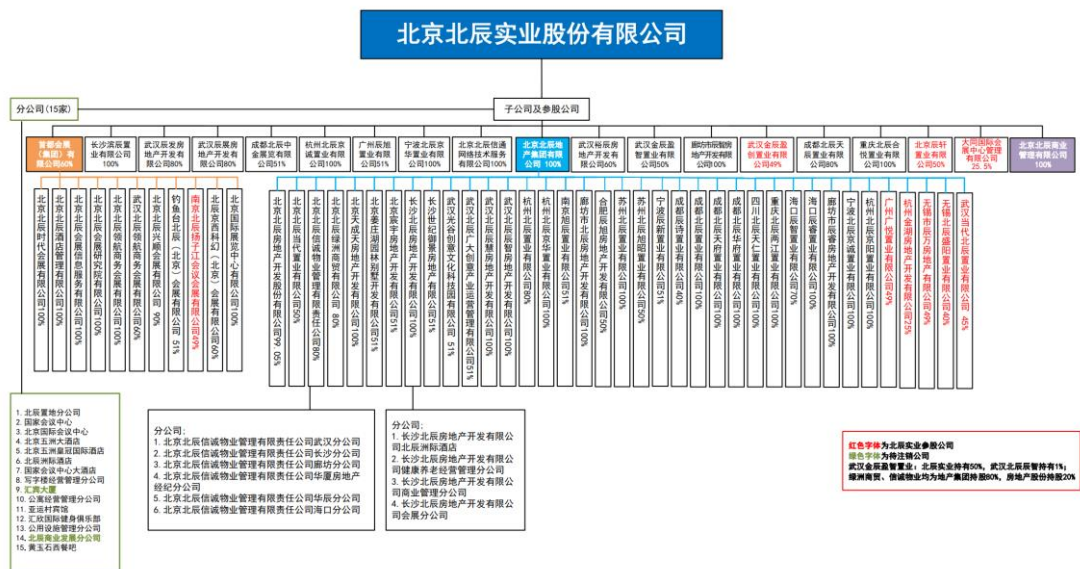 北京北辰实业股份有限公司
分公司(15家)
子公司及参股公司
首都会展
(集团)有
限公司60%
长沙滨辰置
业有限公司
100%
武汉辰发房
地产开发有
限公司80%
武汉辰展房
地产开发有
限公司80%
成都北辰中
金展览有限
公司51%
杭州北辰京
诚置业有限
公司100%
广州辰旭置
业有限公司
51%
宁波北辰京
华置业有限
公司100%
北京北辰信通
网络技术服务
有限公司100%
北京北辰地
产集团有限
公司 100%
武汉裕辰房
地产开发有
限公司60%
武汉金辰盈
智置业有限
公司50%
廊坊市辰智房
地产开发有限
公司100%
武汉金辰盈
创置业有限
公司49%
成都北辰天
辰置业有限
公司80%
重庆北辰合
悦置业有限
公司100%
北京辰轩
置业有限
公司50%
大同国际会
展中心管理
有限公司
25.5%
北京北辰商业
管理有限公司
100%
北京北辰时代会展有限公司100%
北京北辰酒店管理有限公司100%
北京北辰会展信息服务有限公司100%
北京北辰会展研究院有限公司100%
北京北辰领航商务会展有限公司100%
武汉北辰领航商务会展有限公司60%
北京北辰兴顺会展有限公司 90%
钓鱼台北辰(北京)会展有限公司 51%
南京北辰扬子江会议会展有限公司49%
北辰京西科幻(北京)会展有限公司60%
北京国际展览中心有限公司100%
北京北辰房地产开发股份有限公司99.05%
北京北辰当代置业有限公司50%
北京北辰信诚物业管理有限责任公司80%
北京北辰绿洲商贸有限公司 80%
北京天成天房地产开发有限公司100%
北京姜庄湖园林别墅开发有限公司51%
北京宸宇房地产开发有限公司51%
长沙北辰房地产开发有限公司100%
长沙世纪御景房地产有限公司51%
武汉光谷创意文化科技园有限公司 51%
武汉北辰广大创意产业运营管理有限公司51%
武汉北辰辰慧房地产开发有限公司100%
武汉北辰辰智房地产开发有限公司100%
杭州北辰置业有限公司80%
杭州北辰京华置业有限公司100%
南京旭辰置业有限公司51%
廊坊市北辰房地产开发有限公司100%
合肥辰旭房地产开发有限公司50%
苏州北辰置业有限公司100%
苏州北辰旭昭置业有限公司50%
宁波辰新置业有限公司51%
成都辰诗置业有限公司40%
成都北辰置业有限公司100%
成都北辰天府置业有限公司100%
成都北辰华府置业有限公司 100%
四川北辰天仁置业有限公司100%
重庆北辰两江置业有限公司100%
海口辰智置业有限公司70%
海口辰睿置业有限公司100%
廊坊市辰睿房地产开发有限公司100%
宁波北辰京诚置业有限公司100%
杭州北辰京阳置业有限公司100%
广州广悦置业有限公司49%
杭州金湖房地产开发有限公司25%
无锡市辰万房地产有限公司49%
无锡北辰盛阳置业有限公司40%
武汉当代北辰置业有限公司 45%
1. 北辰置地分公司
2. 国家会议中心
3. 北京国际会议中心
4. 北京五洲大酒店
5. 北京五洲皇冠国际酒店
6. 北辰洲际酒店
7. 国家会议中心大酒店
8. 写字楼经营管理分公司
9. 汇宾大厦
10. 公寓经营管理分公司
11. 亚运村宾馆
12. 汇欣国际健身俱乐部
13. 公用设施管理分公司
14. 北辰商业发展分公司
15. 黄玉石西餐吧
分公司:
1. 北京北辰信诚物业管理有限责任公司武汉分公司
2. 北京北辰信诚物业管理有限责任公司长沙分公司
3. 北京北辰信诚物业管理有限责任公司廊坊分公司
4. 北京北辰信诚物业管理有限责任公司华厦房地产
经纪分公司
5. 北京北辰信诚物业管理有限责任公司华辰分公司
6. 北京北辰信诚物业管理有限责任公司海口分公司
分公司:
1. 长沙北辰房地产开发有限公
司北辰洲际酒店
2. 长沙北辰房地产开发有限公
司健康养老经营管理分公司
3. 长沙北辰房地产开发有限公
司商业管理分公司
4. 长沙北辰房地产开发有限公
司会展分公司
红色字体为北辰实业参股公司
绿色字体为待注销公司
武汉金辰盈智置业:北辰实业持有50%,武汉北辰辰智持有1%;
绿洲商贸、信诚物业均为地产集团持股80%,房地产股份持股20%